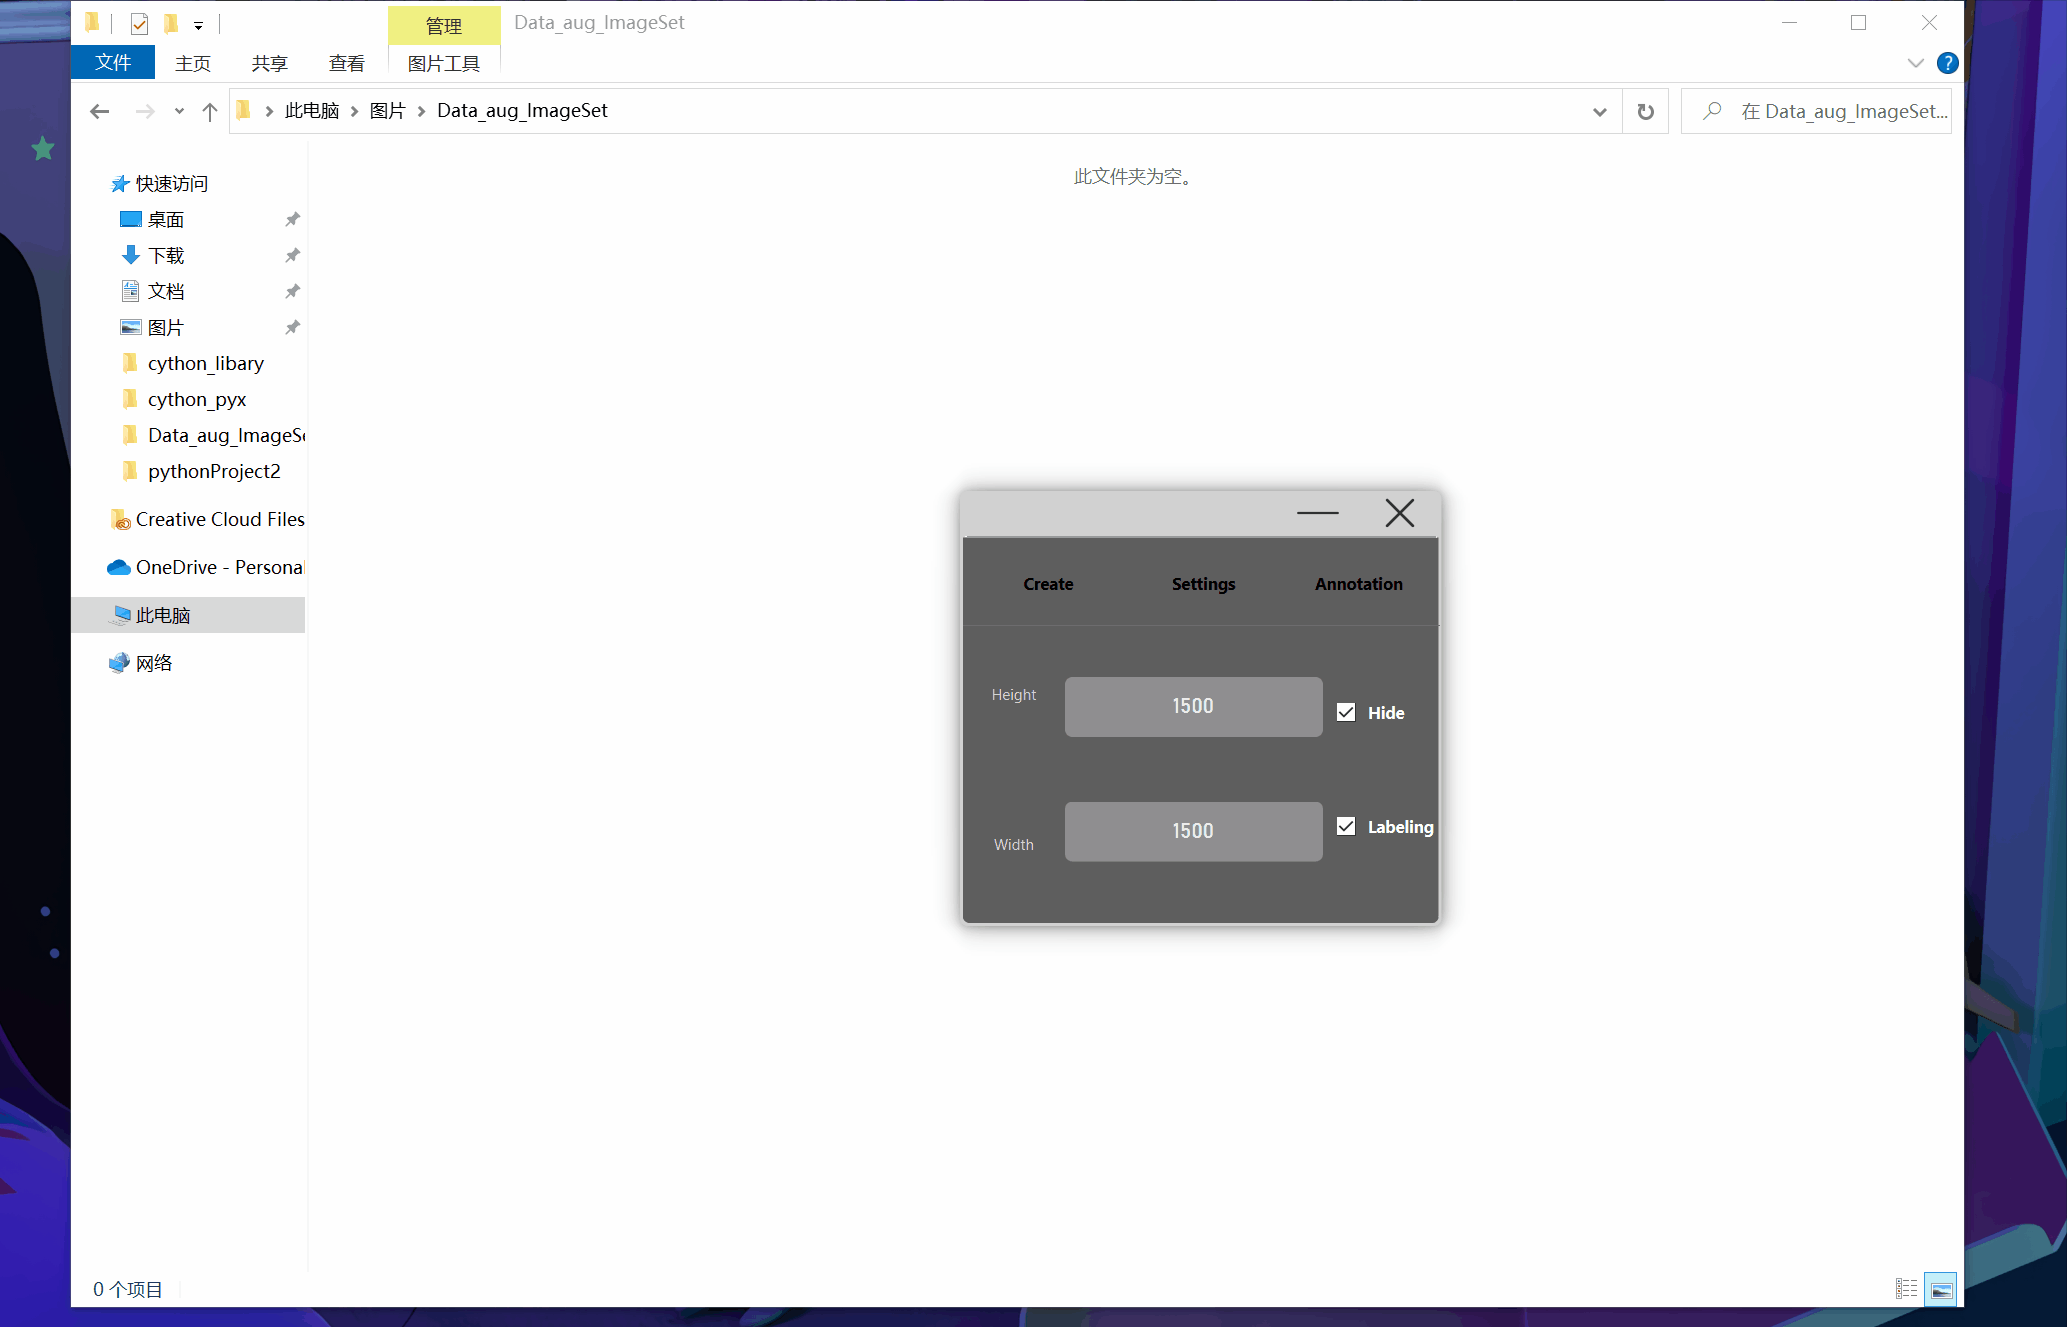 管理
Data_aug_ImageSet
文件
主页
共享
查看
图片工具
?
此电脑 > 图片 > Data_aug_ImageSet
在 Data_aug_ImageSet...
此文件夹为空。
快速访问
桌面
下载
文档
图片
cython_libary
cython_pyx
Data_aug_ImageSe
pythonProject2
Creative Cloud Files
OneDrive - Personal
此电脑
网络
Create
Settings
Annotation
Height
1500
Hide
Width
1500
Labeling
0 个项目